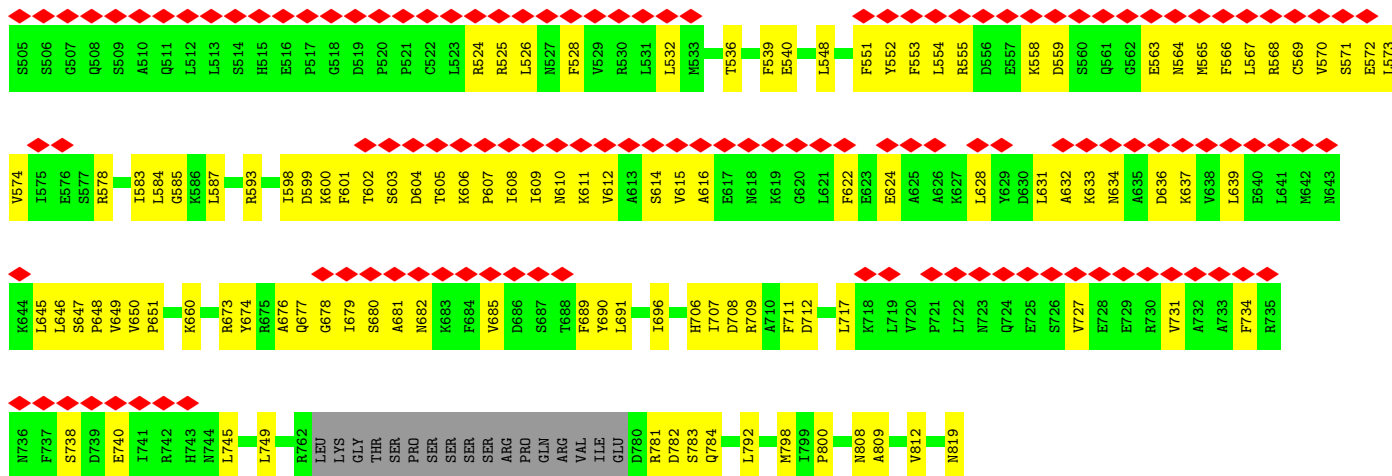 S505 S506 G507 Q508 S509 A510 Q511 L512 L513 S514 H515 E516 P517 G518 D519 P520 P521 C522 L523 R524 R525 L526 N527 F528 V529 R530 L531 L532 M533 T536 F539 E540 L548 F551 Y552 F553 L554 R555 D556 E557 K558 D559 S560 Q561 G562 E563 N564 M565 F566 L567 R568 C569 V570 S571 E572 L573
V574 I575 E576 S577 R578 I583 L584 G585 K586 L587 R593 I598 D599 K600 F601 T602 S603 D604 T605 K606 P607 I608 I609 N610 K611 V612 A613 S614 V615 A616 E617 N618 K619 G620 L621 F622 E623 E624 A625 A626 K627 L628 Y629 D630 L631 A632 K633 N634 A635 D636 K637 V638 L639 E640 L641 M642 N643
K644 L645 L646 S647 P648 V649 V650 P651 K660 R673 Y674 R675 A676 Q677 G678 I679 S680 A681 N682 K683 F684 V685 D686 S687 T688 F689 Y690 L691 I696 H706 I707 D708 R709 A710 F711 D712 L717 K718 L719 V720 P721 L722 N723 Q724 E725 S726 V727 E728 E729 R730 V731 A732 A733 F734 R735
N736 F737 S738 D739 E740 I741 R742 H743 N744 L745 L749 R762 LEU LYS GLY THR SER PRO SER SER SER SER ARG PRO GLN ARG VAL ILE GLU D780 R781 D782 S783 Q784 L792 M798 I799 P800 N808 A809 V812 N819